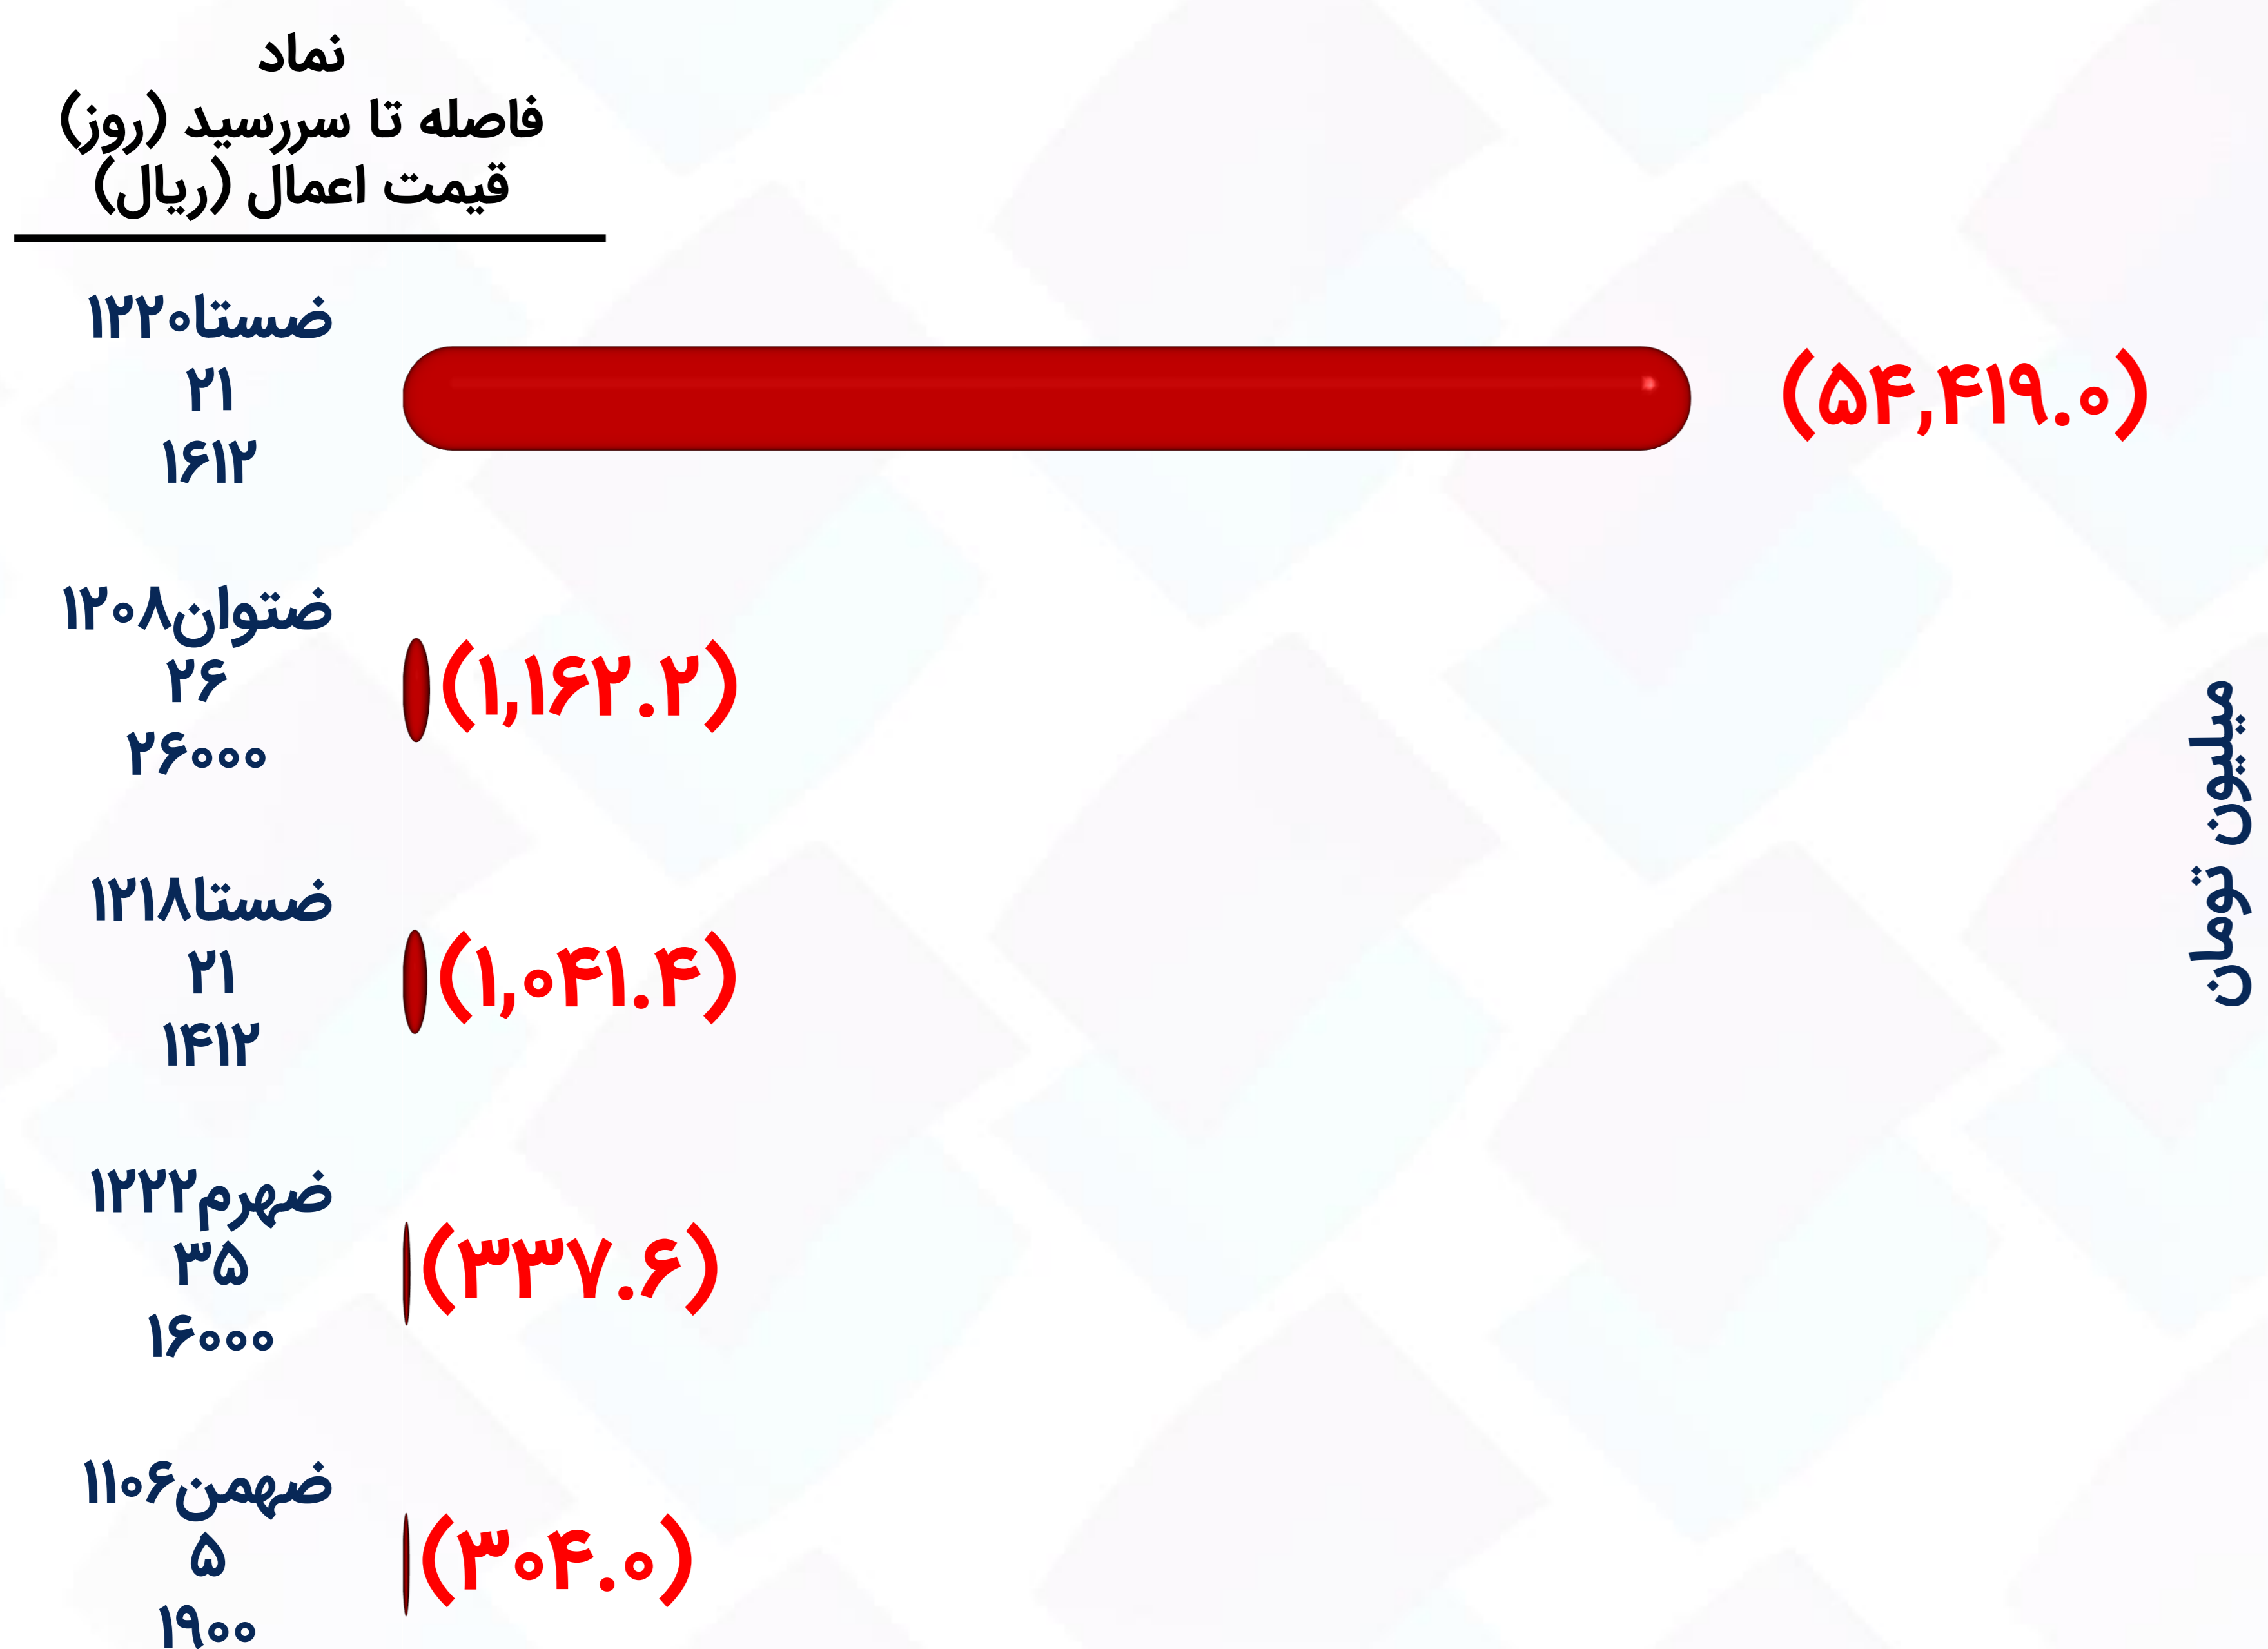 نماد
فاصله تا سررسید (روز)
قیمت اعمال (ریال)
ضستا۱۲۲۰
۲۱
۱۶۱۲
(۵۴,۴۱۹.۰)
ضتوان۱۲۰۸
۲۶
۲۶۰۰۰
(۱,۱۶۲.۲)
ضستا۱۲۱۸
۲۱
۱۴۱۲
(۱,۰۴۱.۴)
ضهرم۱۲۲۲
۳۵
۱۶۰۰۰
(۳۳۷.۶)
ضهمن۱۱۰۶
۵
۱۹۰۰
(۳۰۴.۰)
میلیون تومان